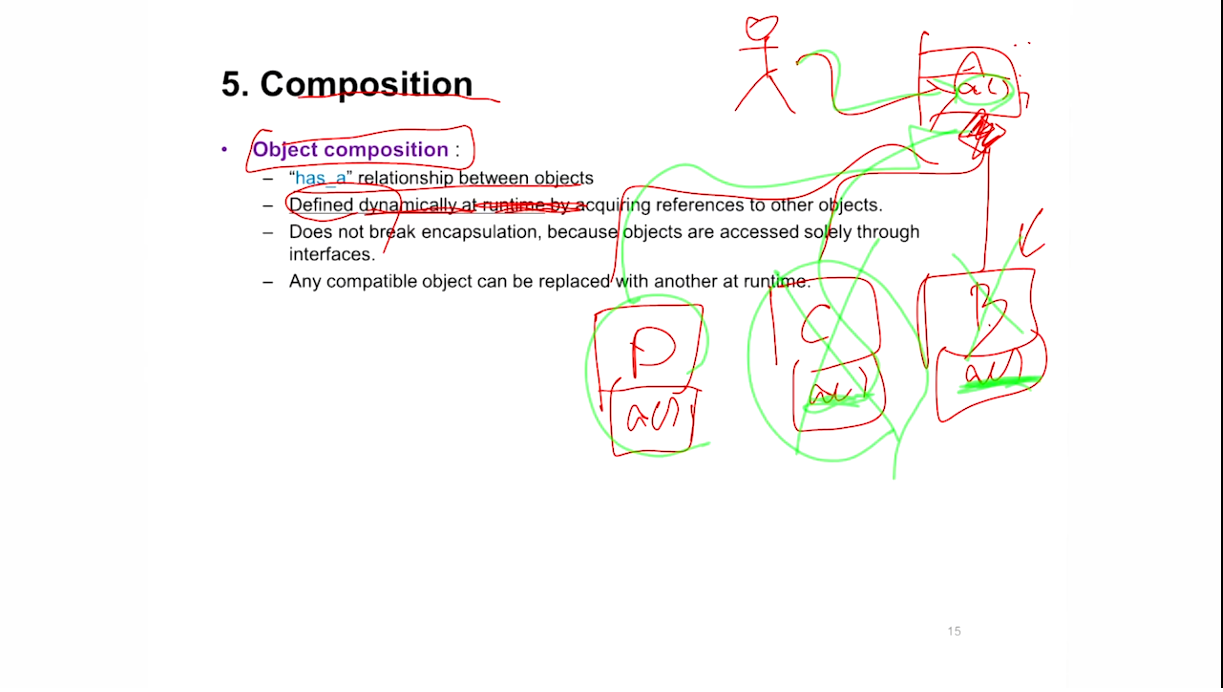 5. Composition
• Object composition :
– “has_a” relationship between objects
– Defined dynamically at runtime by acquiring references to other objects.
– Does not break encapsulation, because objects are accessed solely through
interfaces.
– Any compatible object can be replaced with another at runtime.
A
a()
D
a()
C
a()
B
a()
15